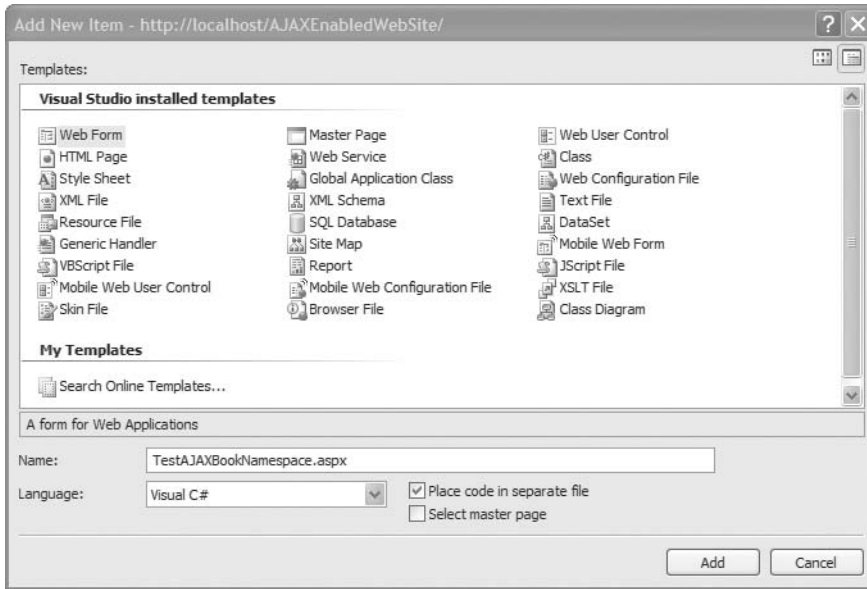 Add New Item - http://localhost/AJAXEnabledWebSite/
Templates:
Visual Studio installed templates
Web Form Master Page Web User Control
HTML Page Web Service Class
Style Sheet Global Application Class Web Configuration File
XML File XML Schema Text File
Resource File SQL Database DataSet
Generic Handler Site Map Mobile Web Form
VBScript File Report JScript File
Mobile Web User Control Mobile Web Configuration File XSLT File
Skin File Browser File Class Diagram
My Templates
Search Online Templates...
A form for Web Applications
Name: TestAJAXBookNamespace.aspx
Language: Visual C# Place code in separate file
Select master page
Add Cancel